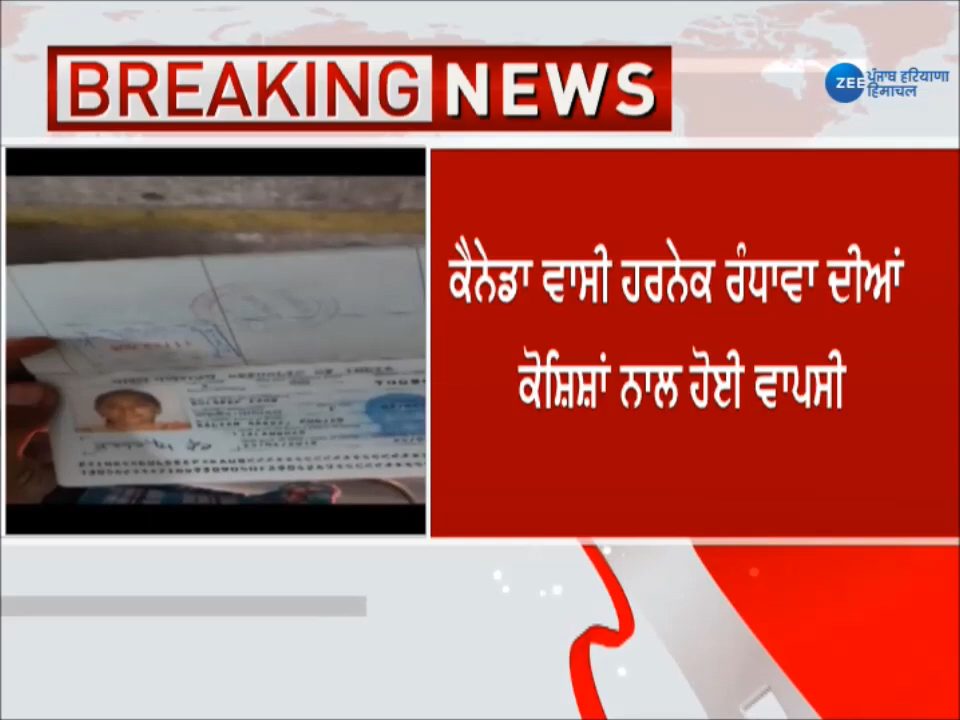 BREAKING NEWS
ZEE ਪੰਜਾਬ ਹਰਿਆਣਾ
ਹਿਮਾਚਲ
ਕੈਨੇਡਾ ਵਾਸੀ ਹਰਨੇਕ ਰੰਧਾਵਾ ਦੀਆਂ
ਕੋਸ਼ਿਸ਼ਾਂ ਨਾਲ ਹੋਈ ਵਾਪਸੀ